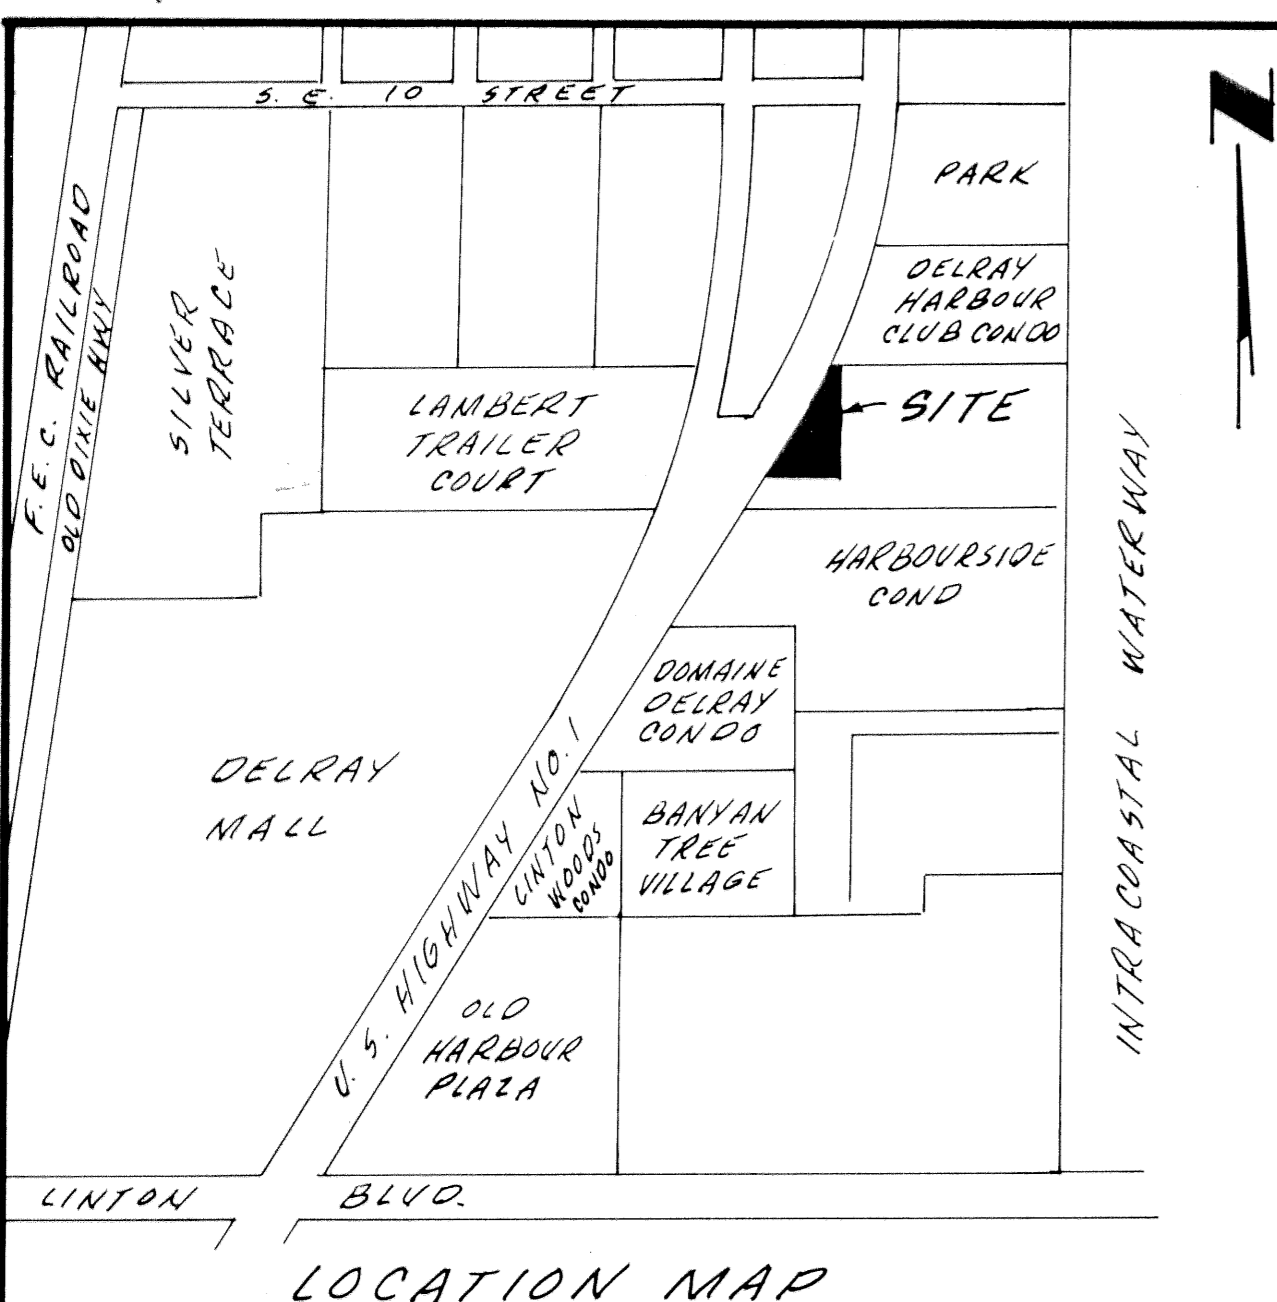 S. E. 10 STREET
N
PARK
DELRAY
HARBOUR
CLUB CONDO
F. E. C. RAILROAD
OLD DIXIE HWY
SILVER
TERRACE
LAMBERT
TRAILER
COURT
SITE
HARBOURSIDE
COND
INTRACOASTAL WATERWAY
DOMAINE
DELRAY
CONDO
DELRAY
MALL
U. S. HIGHWAY NO. 1
LINTON
WOODS
CONDO
BANYAN
TREE
VILLAGE
OLD
HARBOUR
PLAZA
LINTON BLVD.
LOCATION MAP